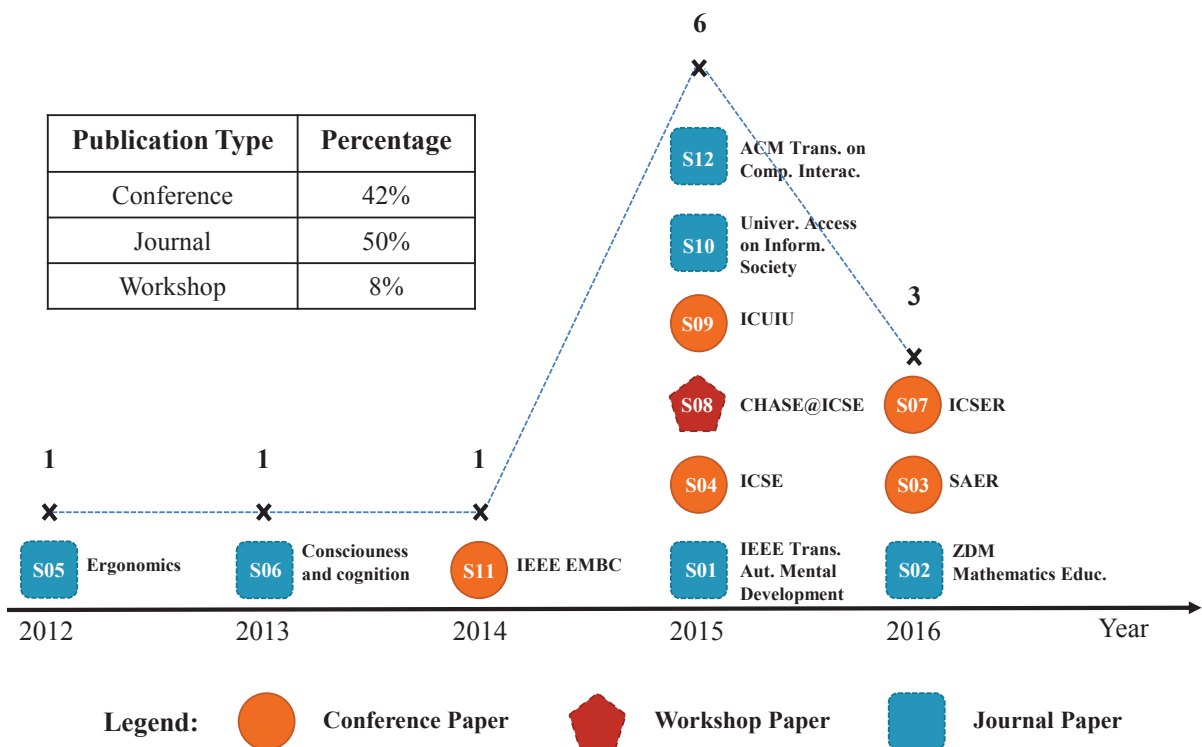 6
Publication Type Percentage
Conference 42%
Journal 50%
Workshop 8%
S12 ACM Trans. on
Comp. Interac.
S10 Univer. Access
on Inform.
Society
S09 ICUIU
3
S08 CHASE@ICSE
S07 ICSER
1
1
1
S04 ICSE
S03 SAER
S05 Ergonomics
S06 Consciouness
and cognition
S11 IEEE EMBC
S01 IEEE Trans.
Aut. Mental
Development
S02 ZDM
Mathematics Educ.
2012 2013 2014 2015 2016 Year
Legend: Conference Paper Workshop Paper Journal Paper